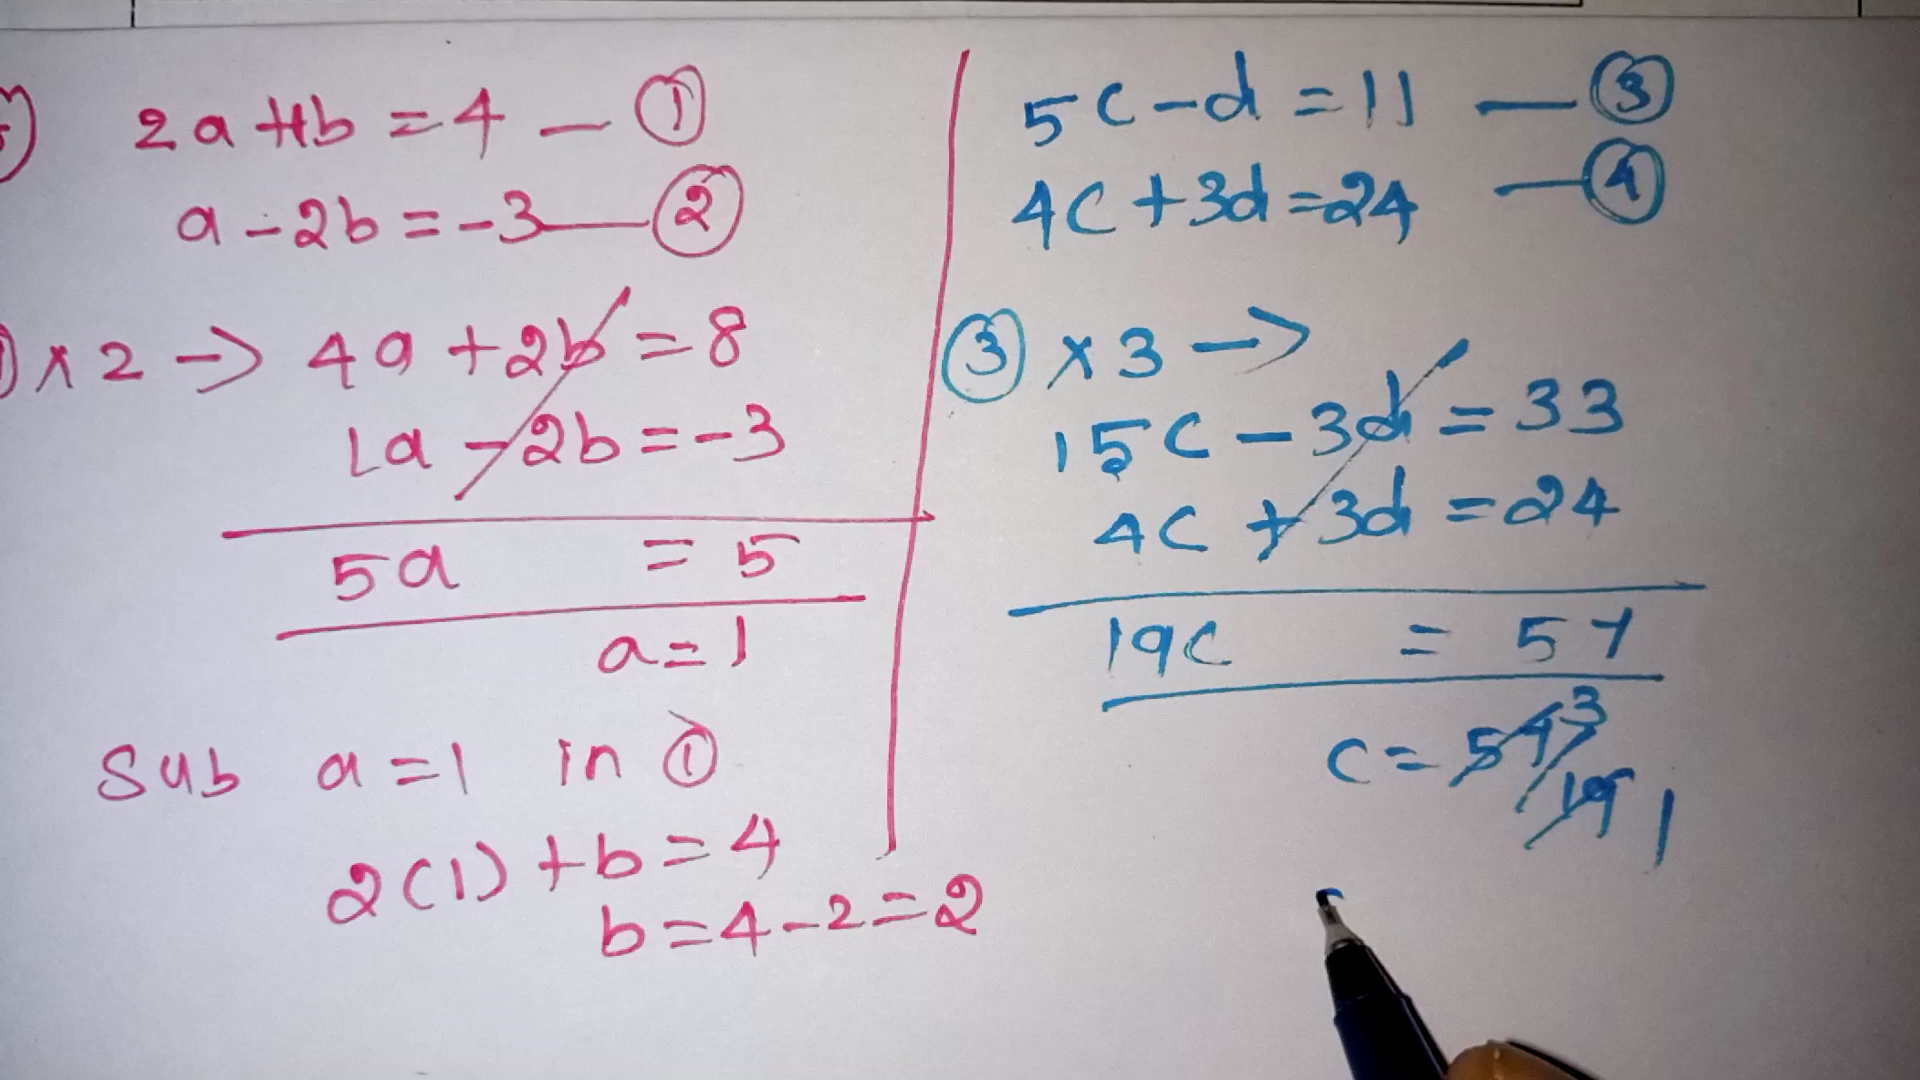 2a+b=4 — ①
a-2b=-3 — ②
①×2 → 4a+2b=8
1a-2b=-3
5a = 5
a=1
Sub a=1 in ①
2(1)+b=4
b=4-2=2
5c-d=11 — ③
4c+3d=24 — ④
③×3 →
15c-3d=33
4c+3d=24
19c = 57
c=57/19 3 1